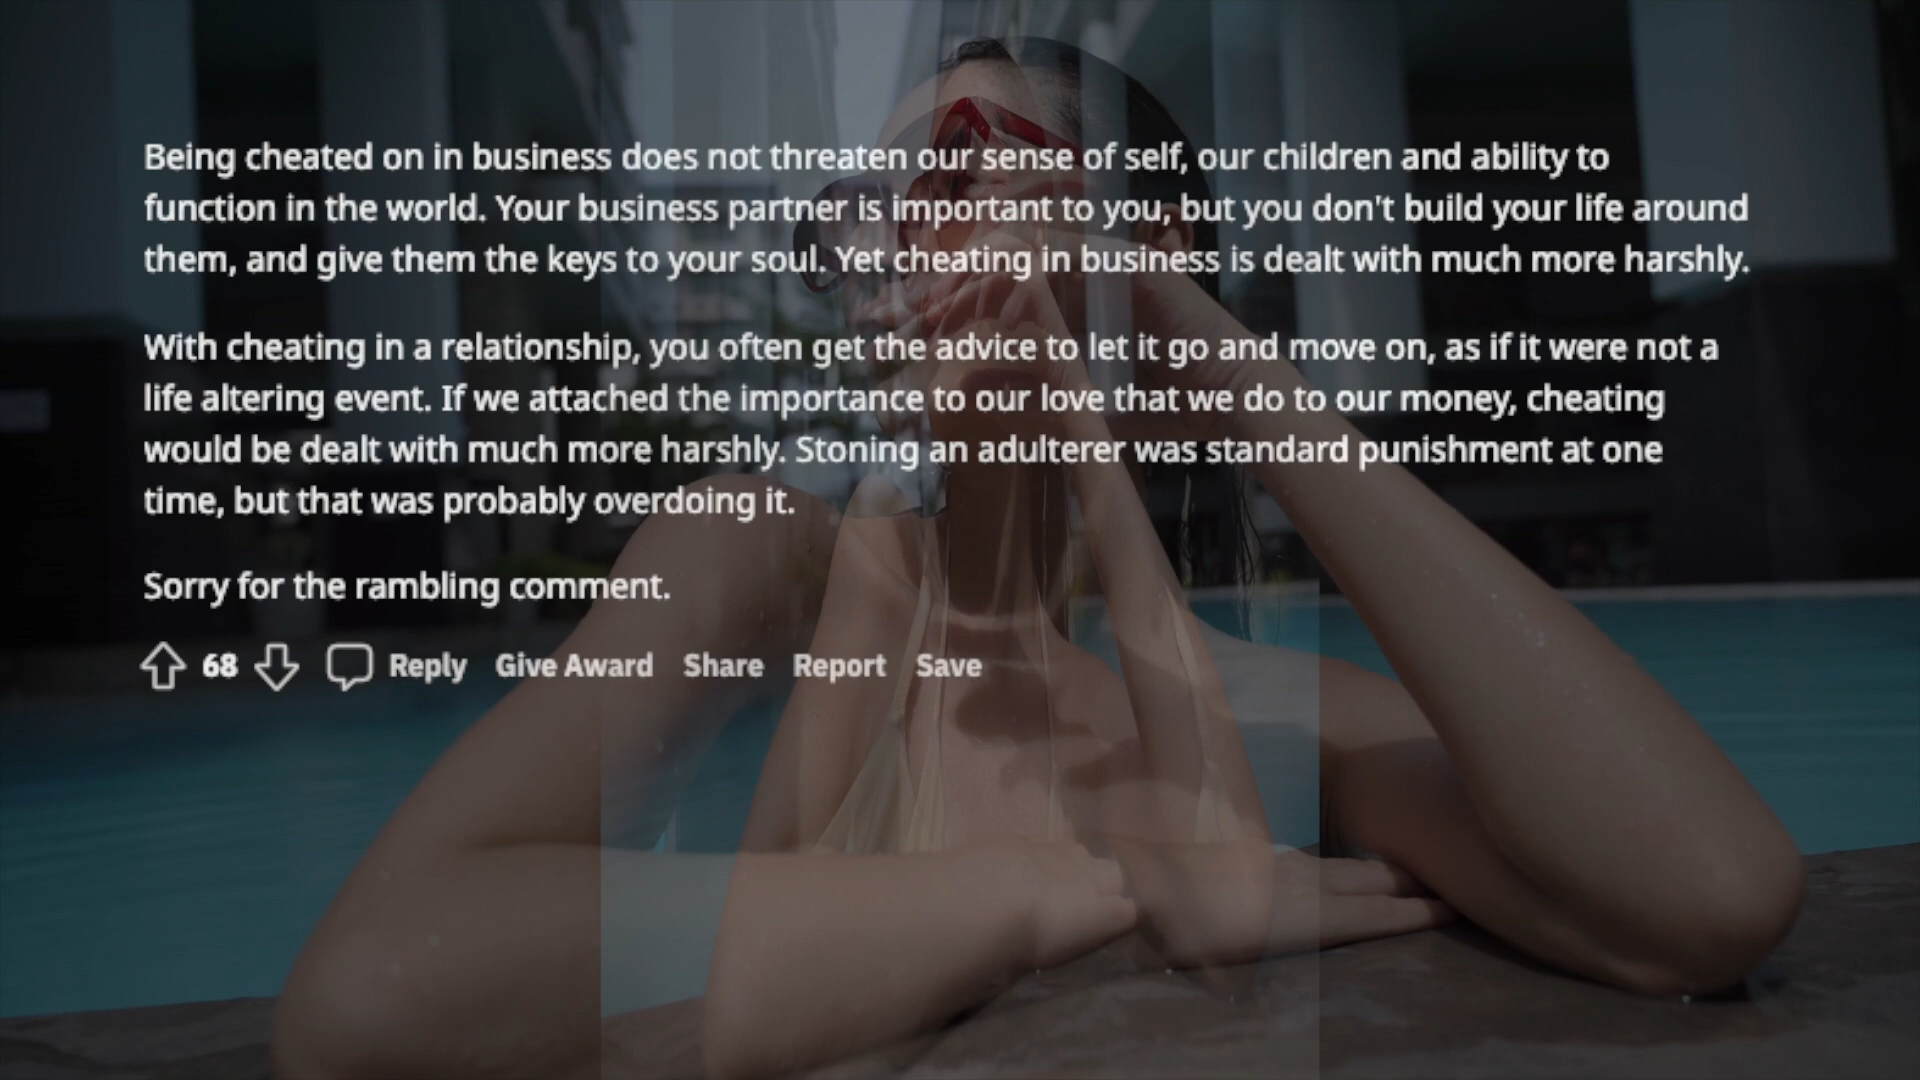 Being cheated on in business does not threaten our sense of self, our children and ability to
function in the world. Your business partner is important to you, but you don't build your life around
them, and give them the keys to your soul. Yet cheating in business is dealt with much more harshly.
With cheating in a relationship, you often get the advice to let it go and move on, as if it were not a
life altering event. If we attached the importance to our love that we do to our money, cheating
would be dealt with much more harshly. Stoning an adulterer was standard punishment at one
time, but that was probably overdoing it.
Sorry for the rambling comment.
68 Reply Give Award Share Report Save